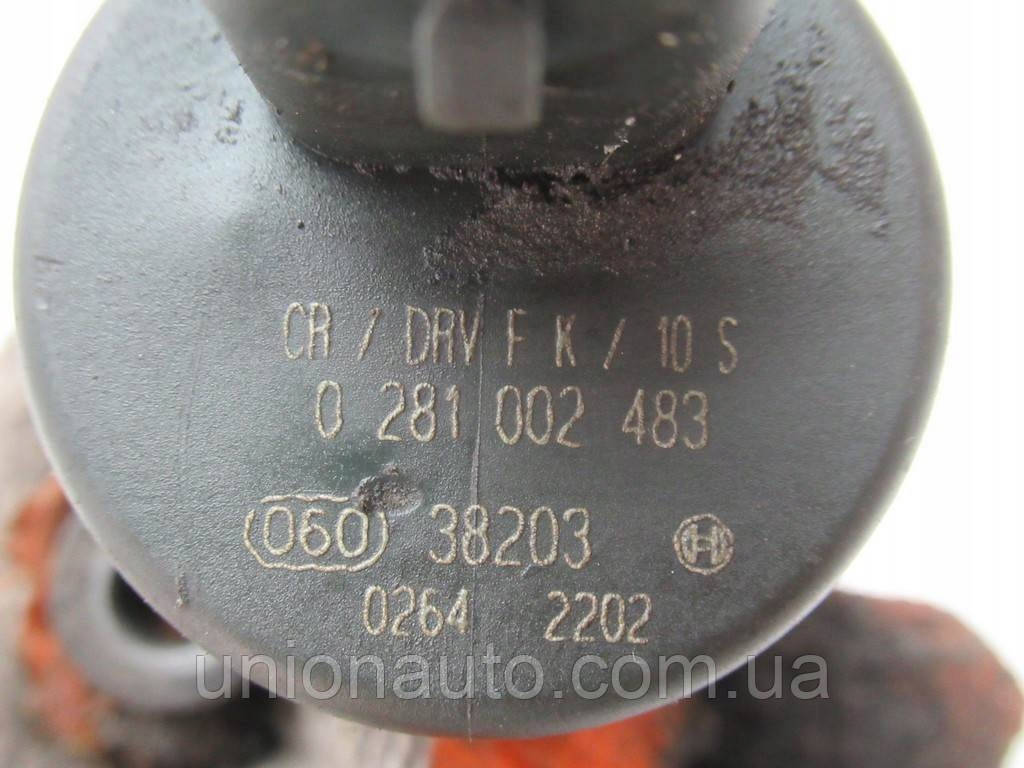 CR / DRV F K / 10 S
0 281 002 483
060 38203 H
0264 2202
unionauto.com.ua